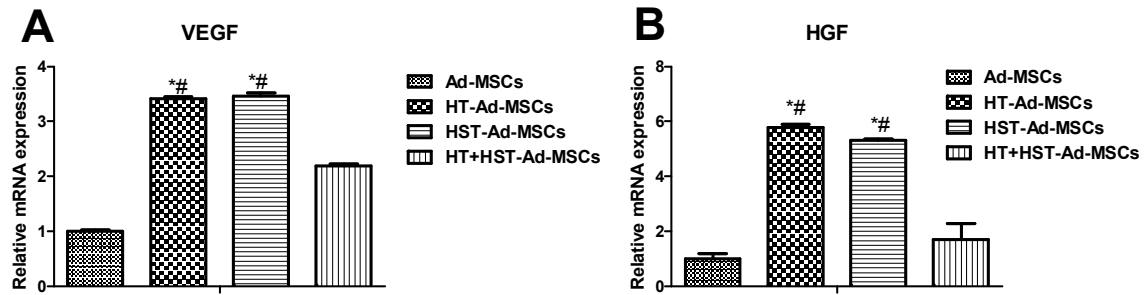 A
VEGF
Relative mRNA expression
4
3
2
1
0
*#
*#
Ad-MSCs
HT-Ad-MSCs
HST-Ad-MSCs
HT+HST-Ad-MSCs
B
HGF
Relative mRNA expression
8
6
4
2
0
*#
*#
Ad-MSCs
HT-Ad-MSCs
HST-Ad-MSCs
HT+HST-Ad-MSCs